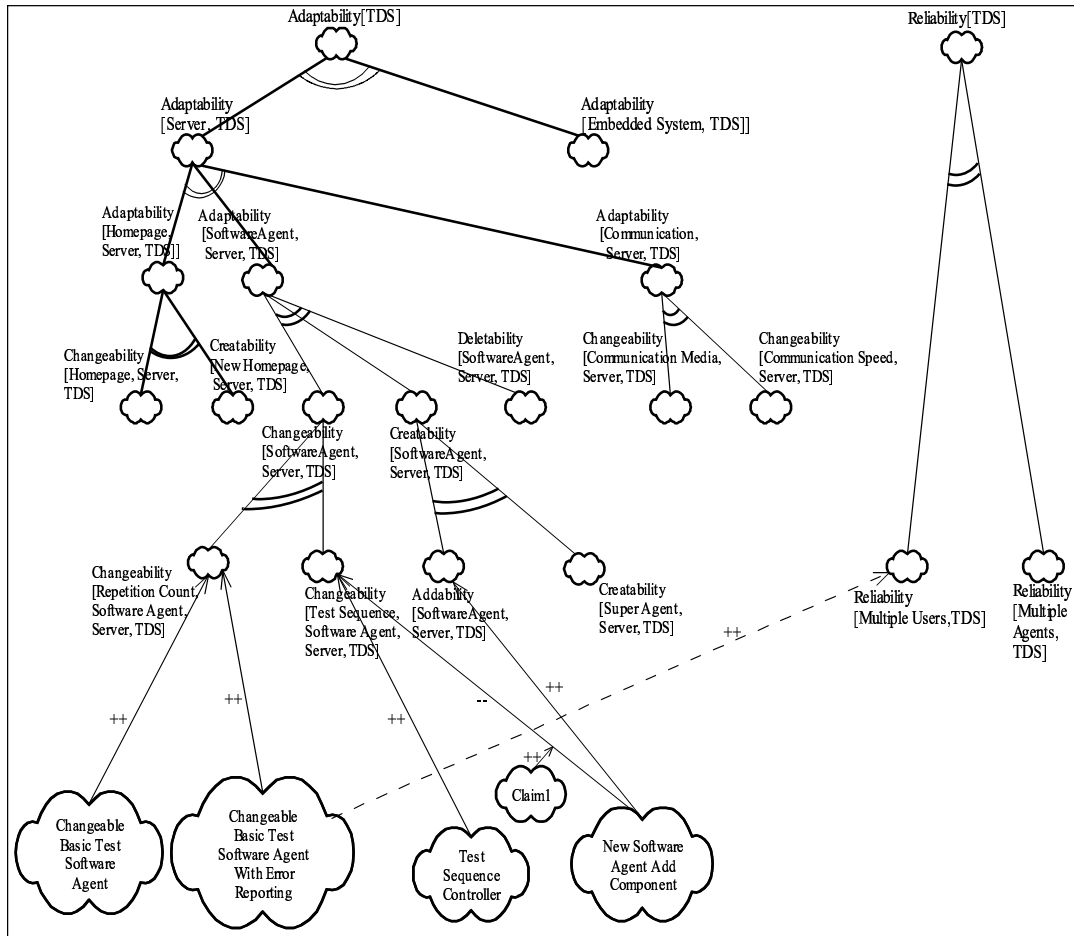 Adaptability[TDS]
Reliability[TDS]
Adaptability
[Server, TDS]
Adaptability
[Embedded System, TDS]]
Adaptability
[Homepage,
Server, TDS]]
Adaptability
[SoftwareAgent,
Server, TDS]
Adaptability
[Communication,
Server, TDS]
Changeability
[Homepage, Server,
TDS]
Creatability
[New Homepage,
Server, TDS]
Deletability
[SoftwareAgent,
Server, TDS]
Changeability
[Communication Media,
Server, TDS]
Changeability
[Communication Speed,
Server, TDS]
Changeability
[SoftwareAgent,
Server, TDS]
Creatability
[SoftwareAgent,
Server, TDS]
Changeability
[Repetition Count,
Software Agent,
Server, TDS]
Changeability
[Test Sequence,
Software Agent,
Server, TDS]
Addability
[SoftwareAgent,
Server, TDS]
Creatability
[Super Agent,
Server, TDS]
Reliability
[Multiple Users,TDS]
Reliability
[Multiple
Agents,
TDS]
++
++
++
--
++
++
++
Claim1
Changeable
Basic Test
Software
Agent
Changeable
Basic Test
Software Agent
With Error
Reporting
Test
Sequence
Controller
New Software
Agent Add
Component